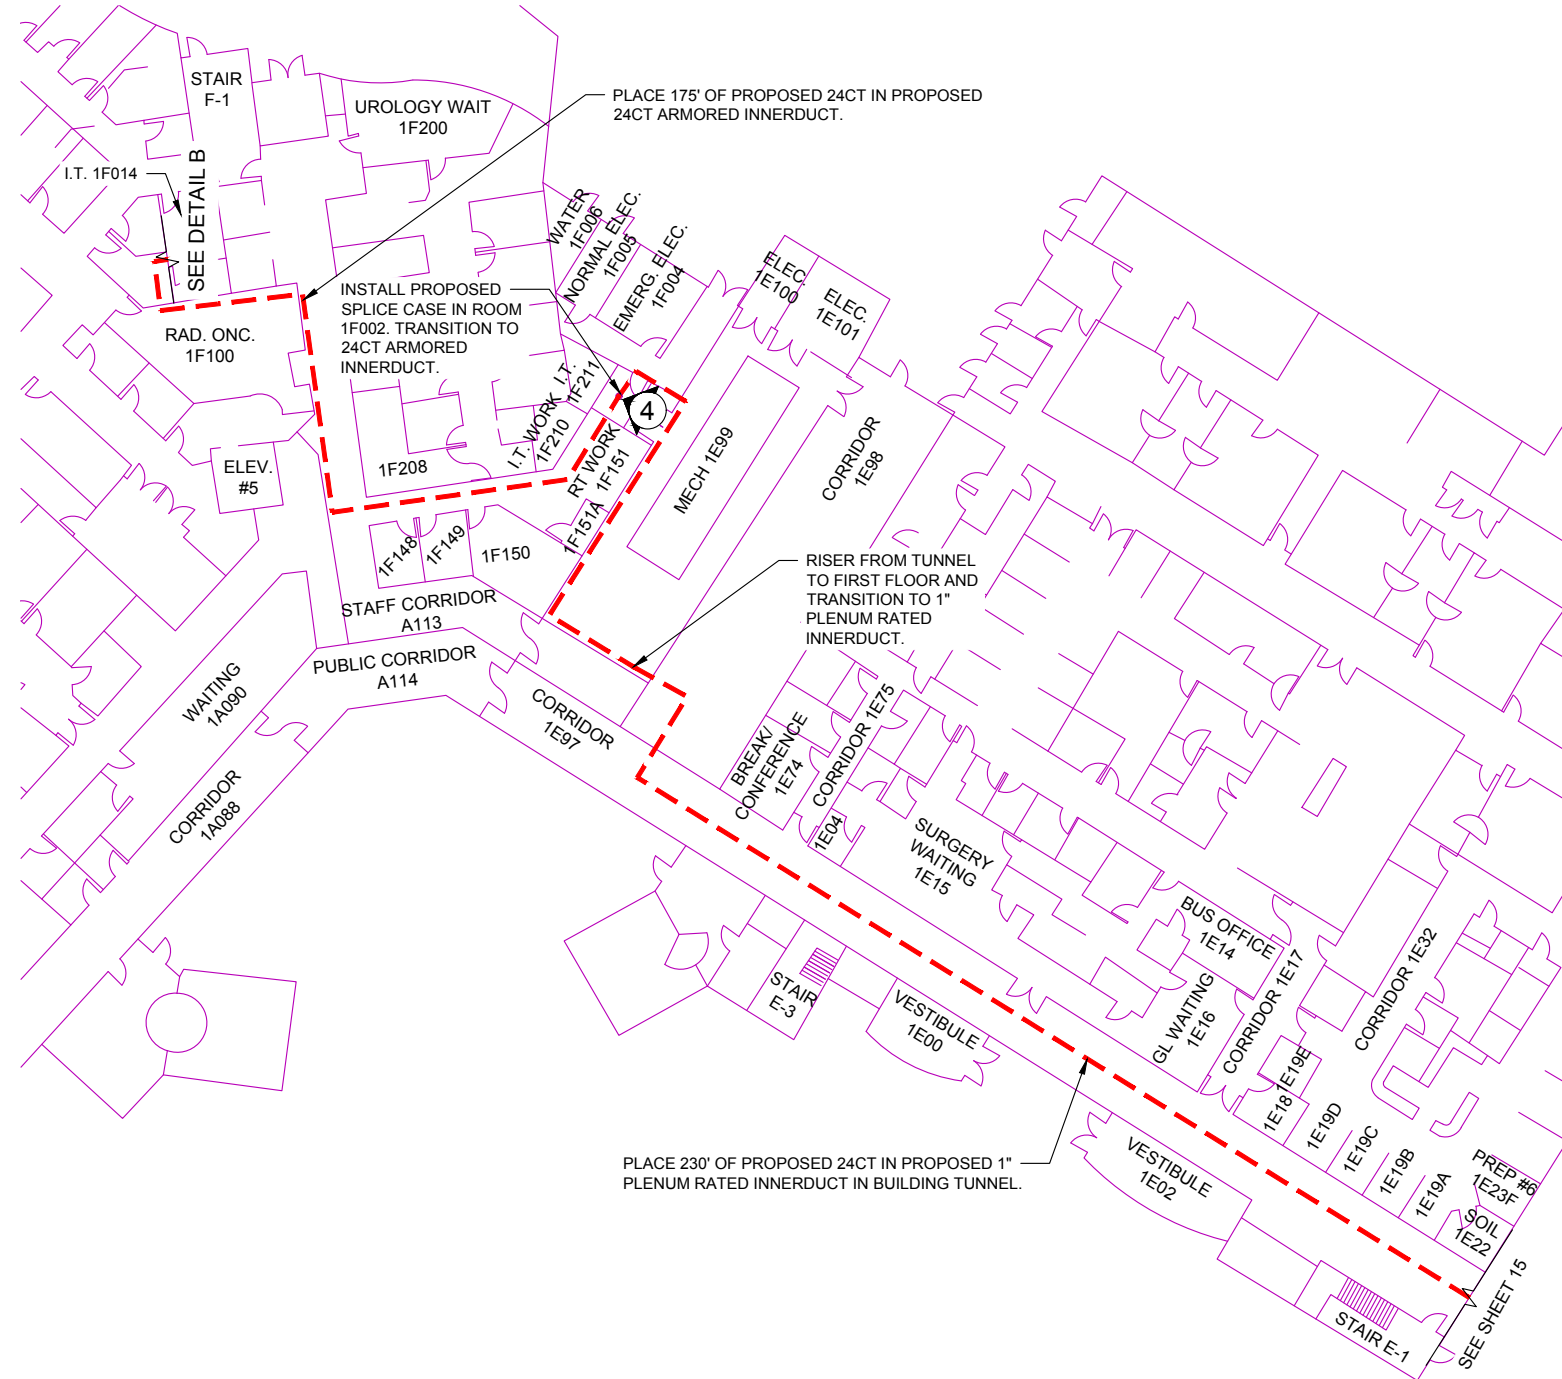 STAIR
F-1
UROLOGY WAIT
1F200
PLACE 175' OF PROPOSED 24CT IN PROPOSED
24CT ARMORED INNERDUCT.
I.T. 1F014
SEE DETAIL B
WATER
1F006
NORMAL ELEC.
1F005
EMERG. ELEC.
1F004
ELEC.
1E100
ELEC.
1E101
INSTALL PROPOSED
SPLICE CASE IN ROOM
1F002. TRANSITION TO
24CT ARMORED
INNERDUCT.
RAD. ONC.
1F100
I.T.
1F211
I.T. WORK
1F210
4
RT WORK
1F151
1F151A
MECH 1E99
CORRIDOR
1E98
ELEV.
#5
1F208
1F148
1F149
1F150
STAFF CORRIDOR
A113
PUBLIC CORRIDOR
A114
RISER FROM TUNNEL
TO FIRST FLOOR AND
TRANSITION TO 1"
PLENUM RATED
INNERDUCT.
WAITING
1A090
CORRIDOR
1A088
CORRIDOR
1E97
BREAK/
CONFERENCE
1E74
CORRIDOR 1E75
1E04
SURGERY
WAITING
1E15
BUS OFFICE
1E14
GL WAITING
1E16
CORRIDOR 1E17
CORRIDOR 1E32
STAIR
E-3
VESTIBULE
1E00
1E19E
1E18
1E19D
1E19C
1E19B
1E19A
PREP #6
1E23F
SOIL
1E22
PLACE 230' OF PROPOSED 24CT IN PROPOSED 1"
PLENUM RATED INNERDUCT IN BUILDING TUNNEL.
VESTIBULE
1E02
STAIR E-1
SEE SHEET 15